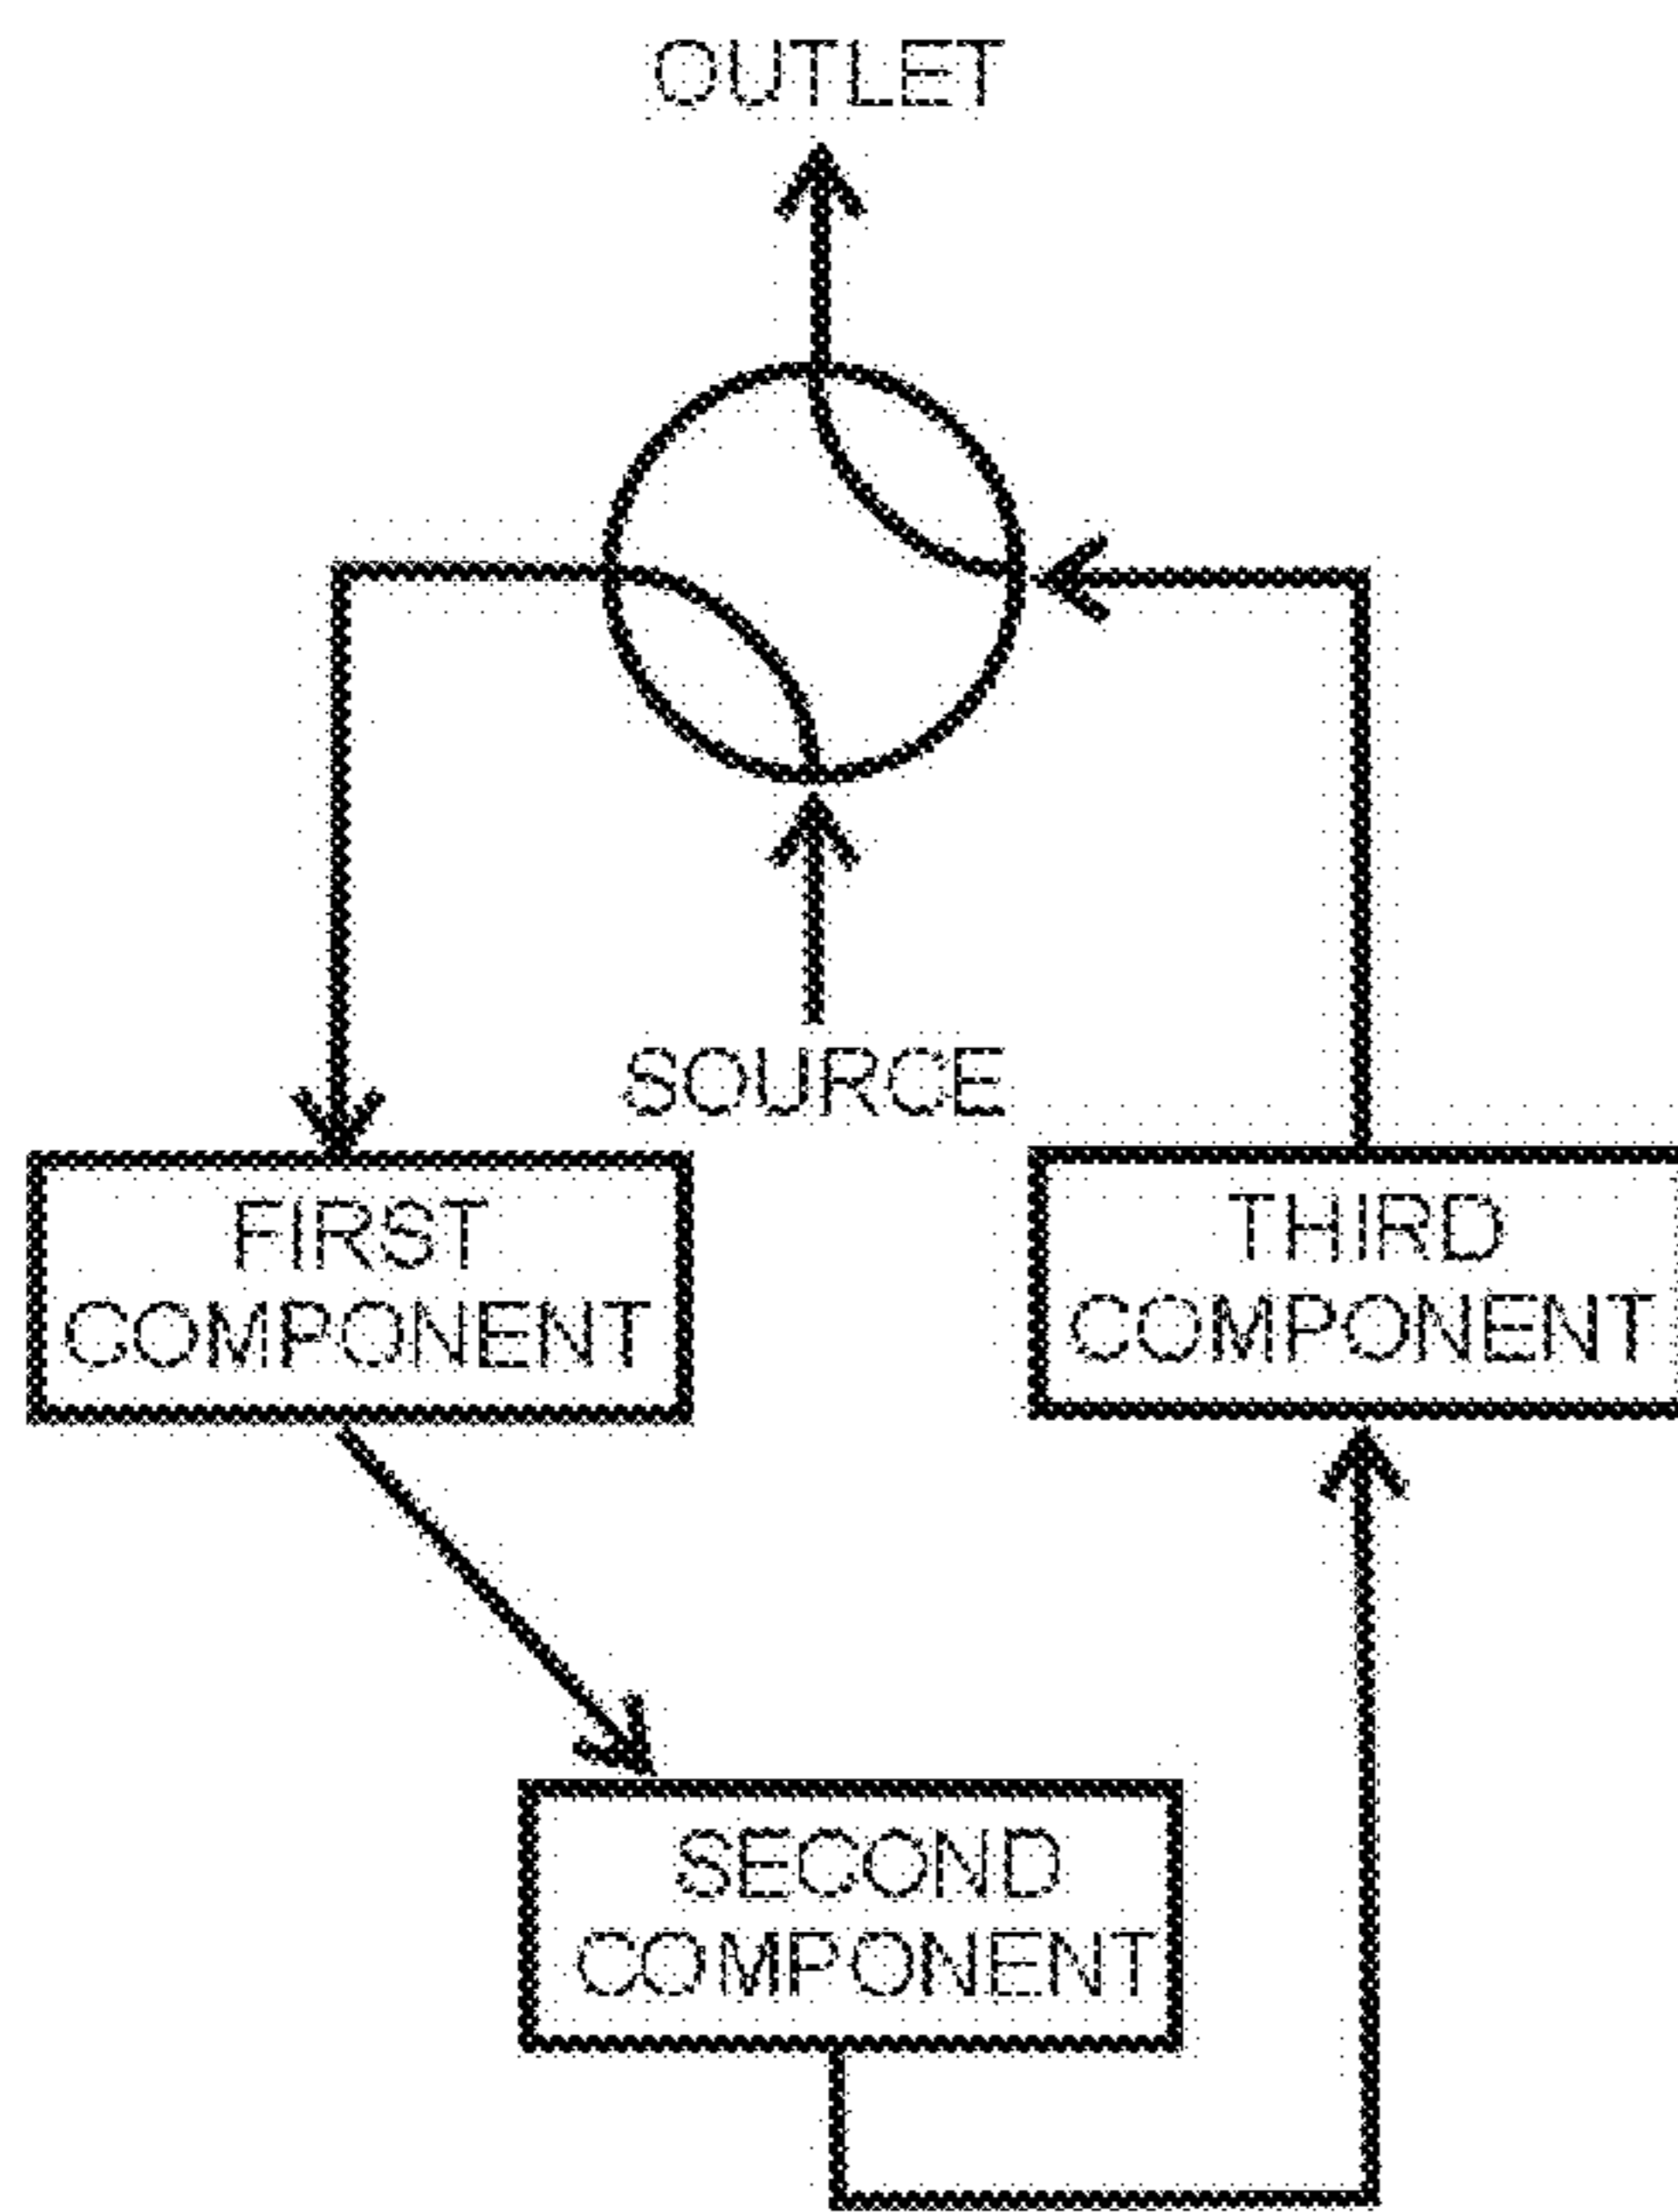 OUTLET
SOURCE
FIRST
COMPONENT
THIRD
COMPONENT
SECOND
COMPONENT